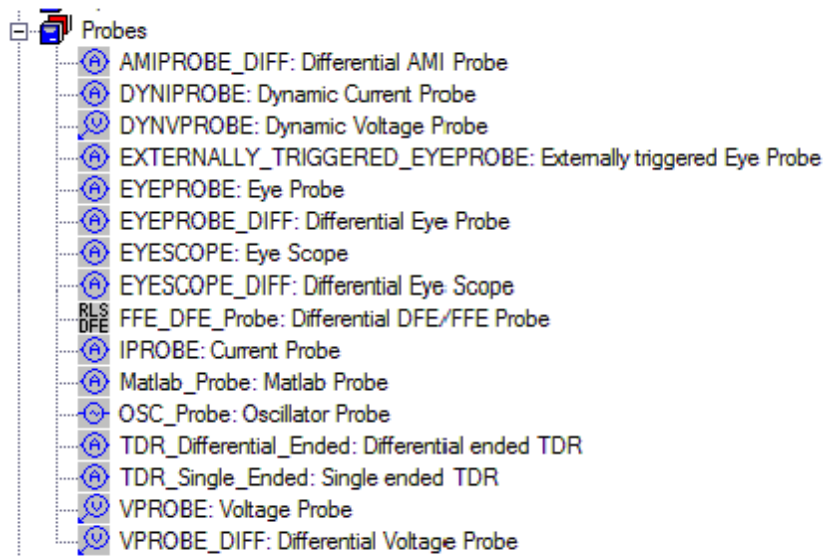 Probes
AMIPROBE_DIFF: Differential AMI Probe
DYNIPROBE: Dynamic Current Probe
DYNVPROBE: Dynamic Voltage Probe
EXTERNALLY_TRIGGERED_EYEPROBE: Externally triggered Eye Probe
EYEPROBE: Eye Probe
EYEPROBE_DIFF: Differential Eye Probe
EYESCOPE: Eye Scope
EYESCOPE_DIFF: Differential Eye Scope
RLS DFE FFE_DFE_Probe: Differential DFE/FFE Probe
IPROBE: Current Probe
Matlab_Probe: Matlab Probe
OSC_Probe: Oscillator Probe
TDR_Differential_Ended: Differential ended TDR
TDR_Single_Ended: Single ended TDR
VPROBE: Voltage Probe
VPROBE_DIFF: Differential Voltage Probe